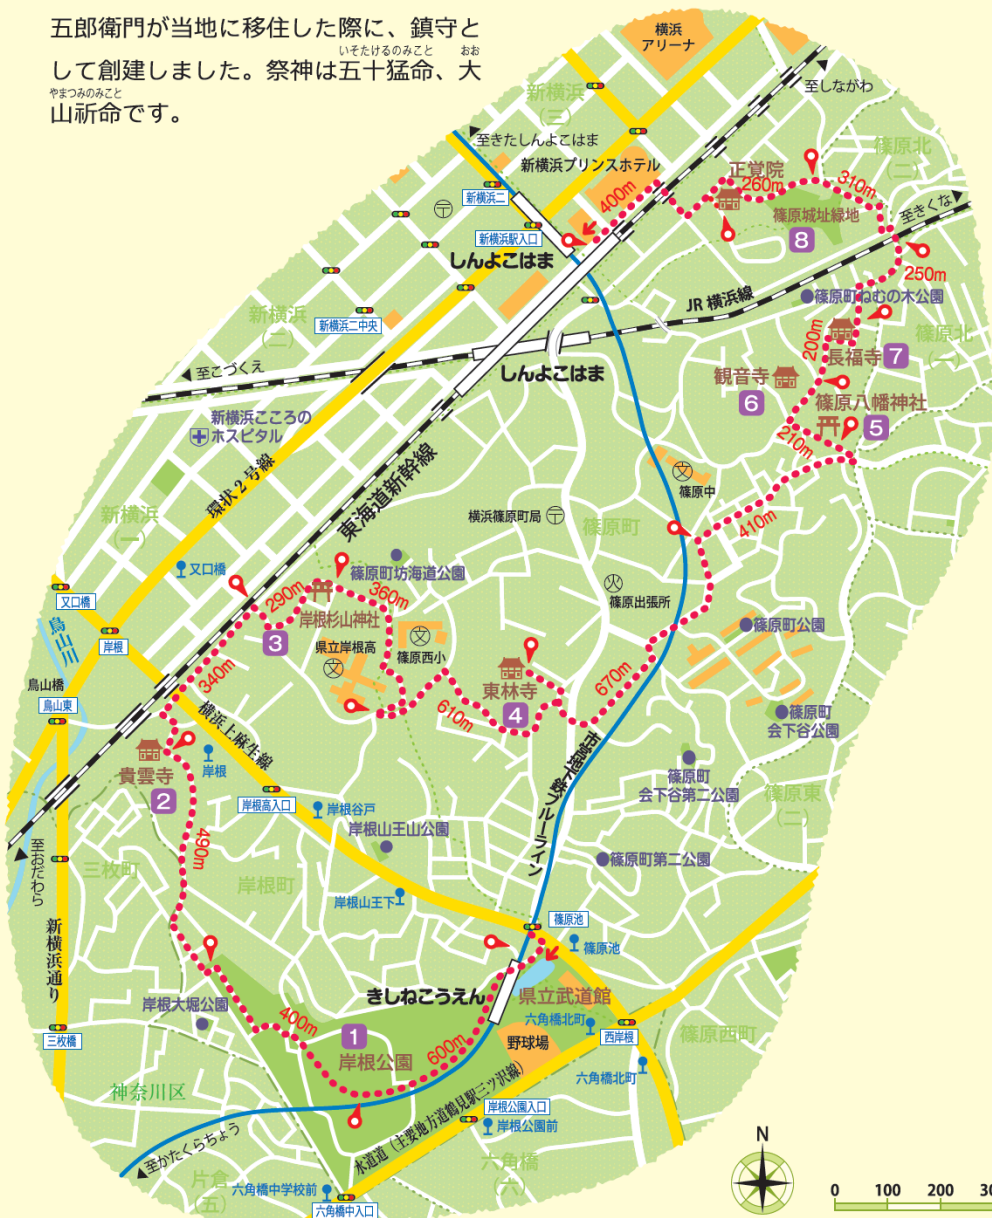 五郎衛門が当地に移住した際に、鎮守と
して創建しました。祭神は五十猛命、大
いそたけるのみこと おお
山祇命です。
やまつみのみこと
横浜
アリーナ
至しながわ
新横浜
(三)
至きたしんよこはま
新横浜プリンスホテル
正覚院
篠原北
(二)
260m
310m
400m
新横浜二
篠原城址緑地
8
至きくな
新横浜駅入口
しんよこはま
250m
JR 横浜線
篠原町ねむの木公園
新横浜
(二)
新横浜二中央
篠原北
(一)
200m
長福寺
7
至こづくえ
しんよこはま
観音寺
6
篠原八幡神社
5
新横浜こころの
ホスピタル
210m
環状2号線
東海道新幹線
文
篠原中
横浜篠原町局
篠原町
410m
新横浜
(一)
又口橋
篠原町坊海道公園
火
篠原出張所
又口橋
290m
360m
岸根杉山神社
鳥山川
岸根
3
県立岸根高
文
文
篠原西小
篠原町公園
鳥山橋
340m
東林寺
670m
鳥山東
610m
4
篠原町
会下谷公園
横浜上麻生線
貴雲寺
岸根
2
市営地下鉄ブルーライン
篠原町
会下谷第二公園
岸根高入口
岸根谷戸
篠原東
(二)
至おだわら
490m
岸根山王山公園
三枚町
岸根町
篠原町第二公園
岸根山王下
新横浜通り
篠原池
篠原池
きしねこうえん
県立武道館
岸根大堀公園
400m
1
岸根公園
600m
野球場
六角橋北町
西岸根
篠原西町
三枚橋
六角橋北町
神奈川区
水道道(主要地方道鶴見駅三ツ沢線)
岸根公園入口
岸根公園前
至かたくらちょう
片倉
(五)
六角橋中学校前
六角橋
(六)
六角橋中入口
N
0 100 200 30